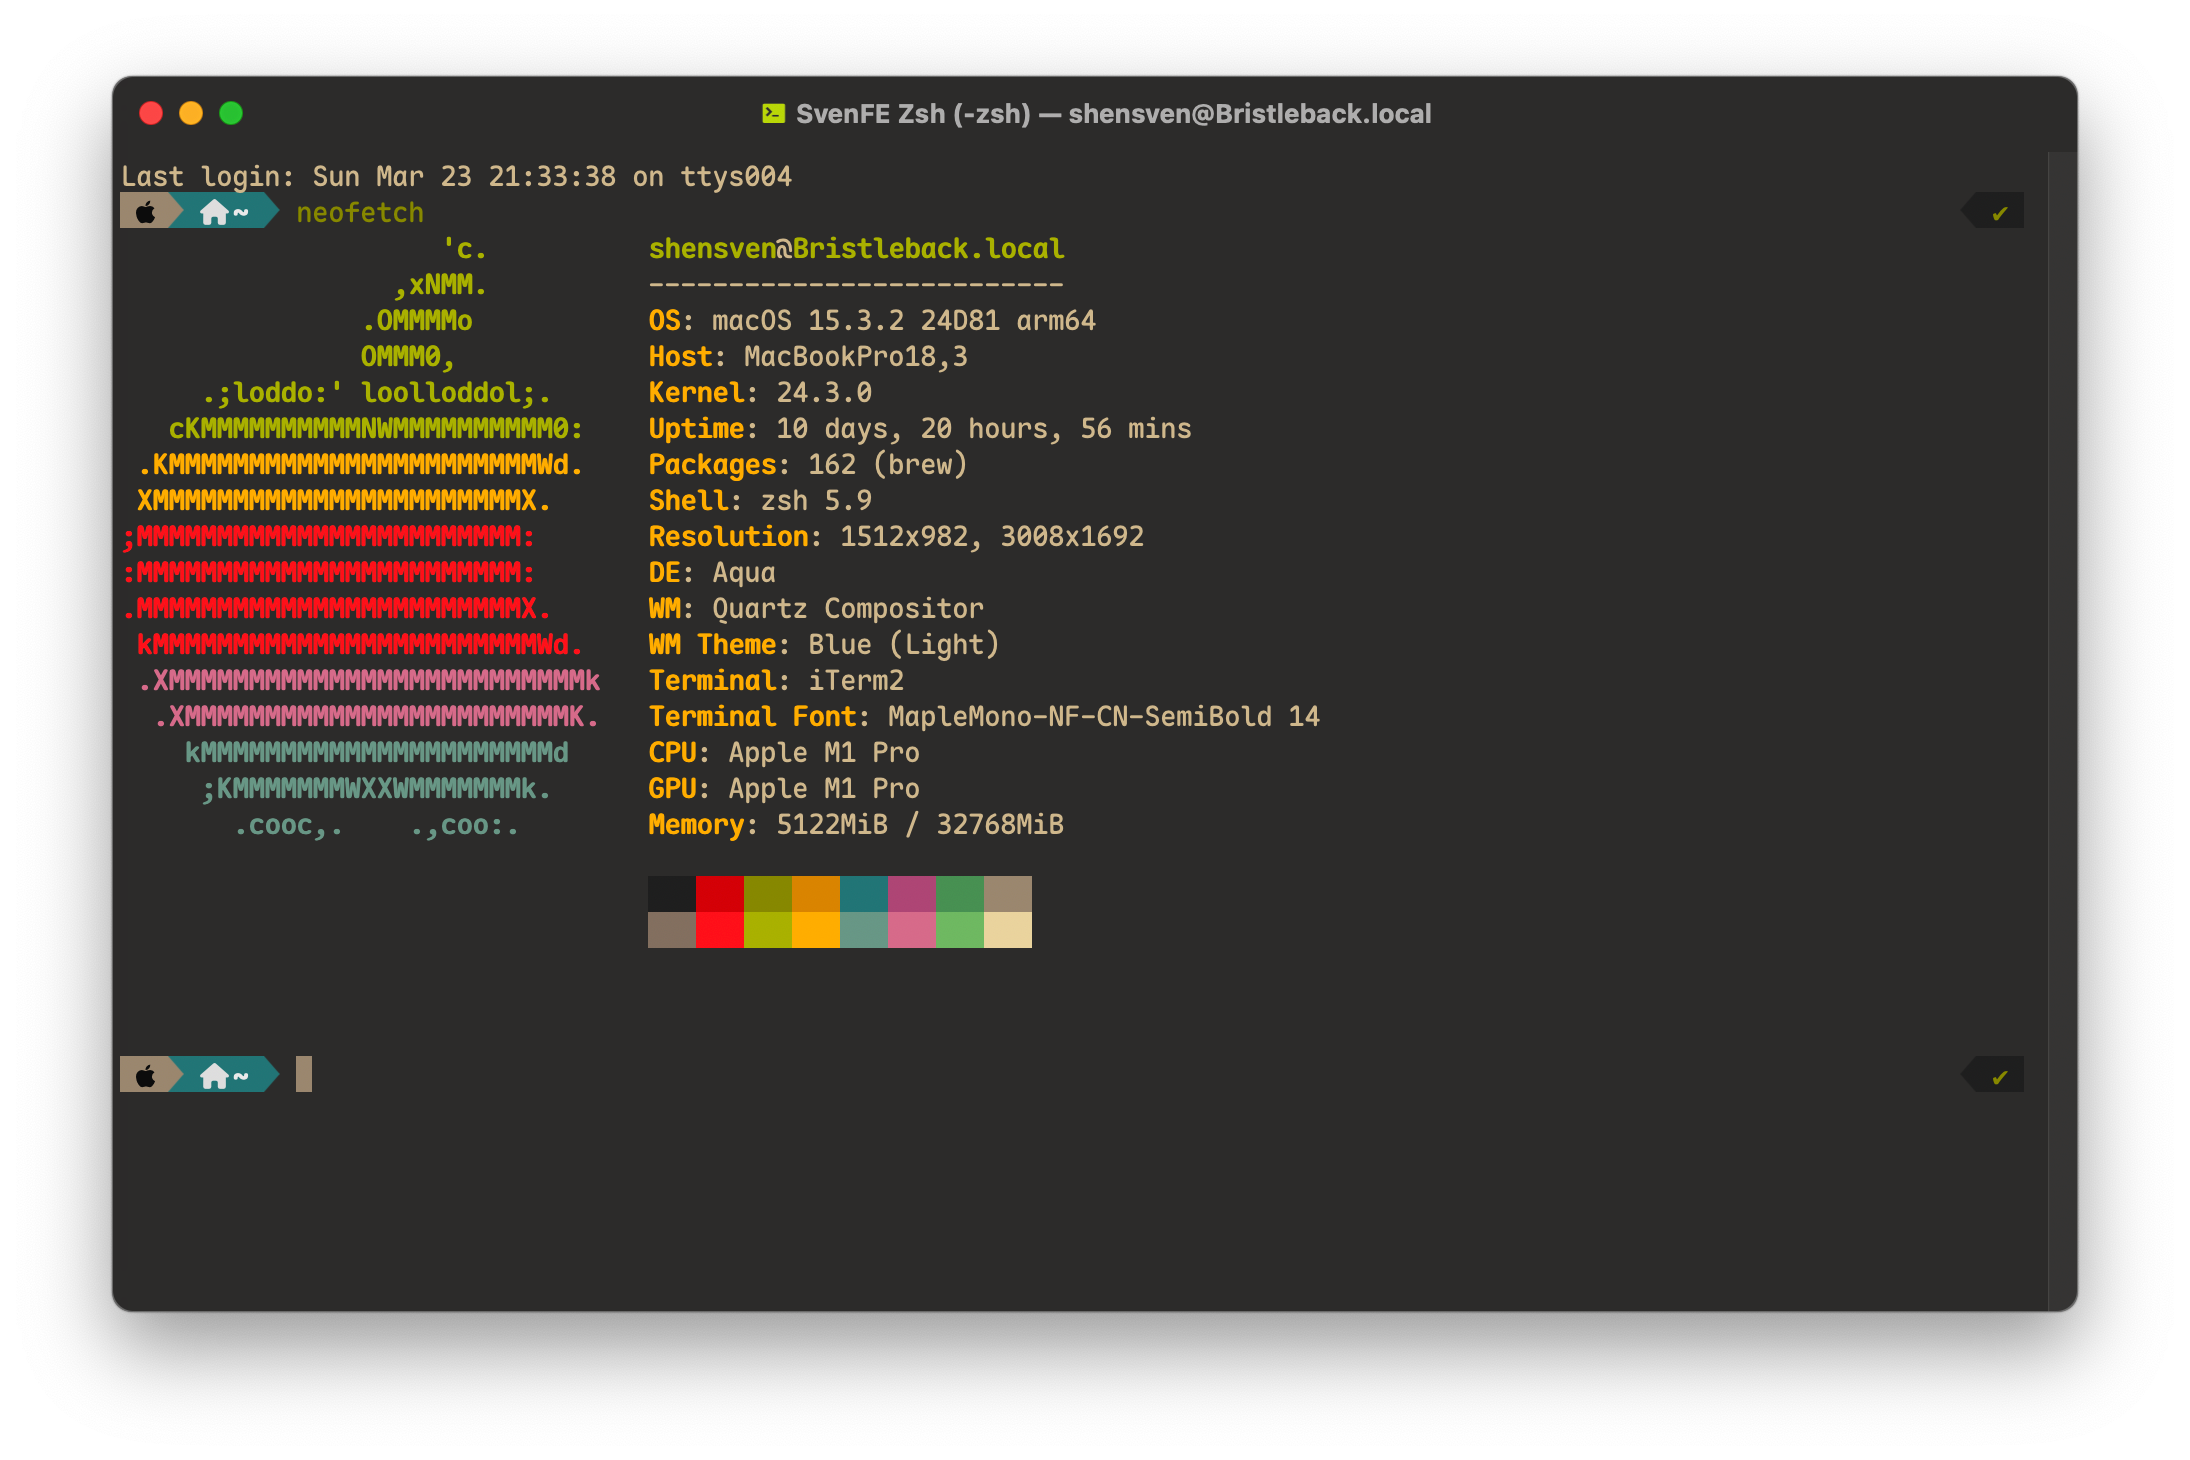 SvenFE Zsh (-zsh) — shensven@Bristleback.local
Last login: Sun Mar 23 21:33:38 on ttys004
~ neofetch ✔
'c.
,xNMM.
.OMMMMo
OMMM0,
.;loddo:' loolloddol;.
cKMMMMMMMMMMNWMMMMMMMMMM0:
.KMMMMMMMMMMMMMMMMMMMMMMMWd.
XMMMMMMMMMMMMMMMMMMMMMMMX.
;MMMMMMMMMMMMMMMMMMMMMMMM:
:MMMMMMMMMMMMMMMMMMMMMMMM:
.MMMMMMMMMMMMMMMMMMMMMMMMX.
kMMMMMMMMMMMMMMMMMMMMMMMMWd.
.XMMMMMMMMMMMMMMMMMMMMMMMMMMk
.XMMMMMMMMMMMMMMMMMMMMMMMMK.
kMMMMMMMMMMMMMMMMMMMMMMd
;KMMMMMMMWXXWMMMMMMMk.
.cooc,. .,coo:.
shensven@Bristleback.local
--------------------------
OS: macOS 15.3.2 24D81 arm64
Host: MacBookPro18,3
Kernel: 24.3.0
Uptime: 10 days, 20 hours, 56 mins
Packages: 162 (brew)
Shell: zsh 5.9
Resolution: 1512x982, 3008x1692
DE: Aqua
WM: Quartz Compositor
WM Theme: Blue (Light)
Terminal: iTerm2
Terminal Font: MapleMono-NF-CN-SemiBold 14
CPU: Apple M1 Pro
GPU: Apple M1 Pro
Memory: 5122MiB / 32768MiB
~ ✔